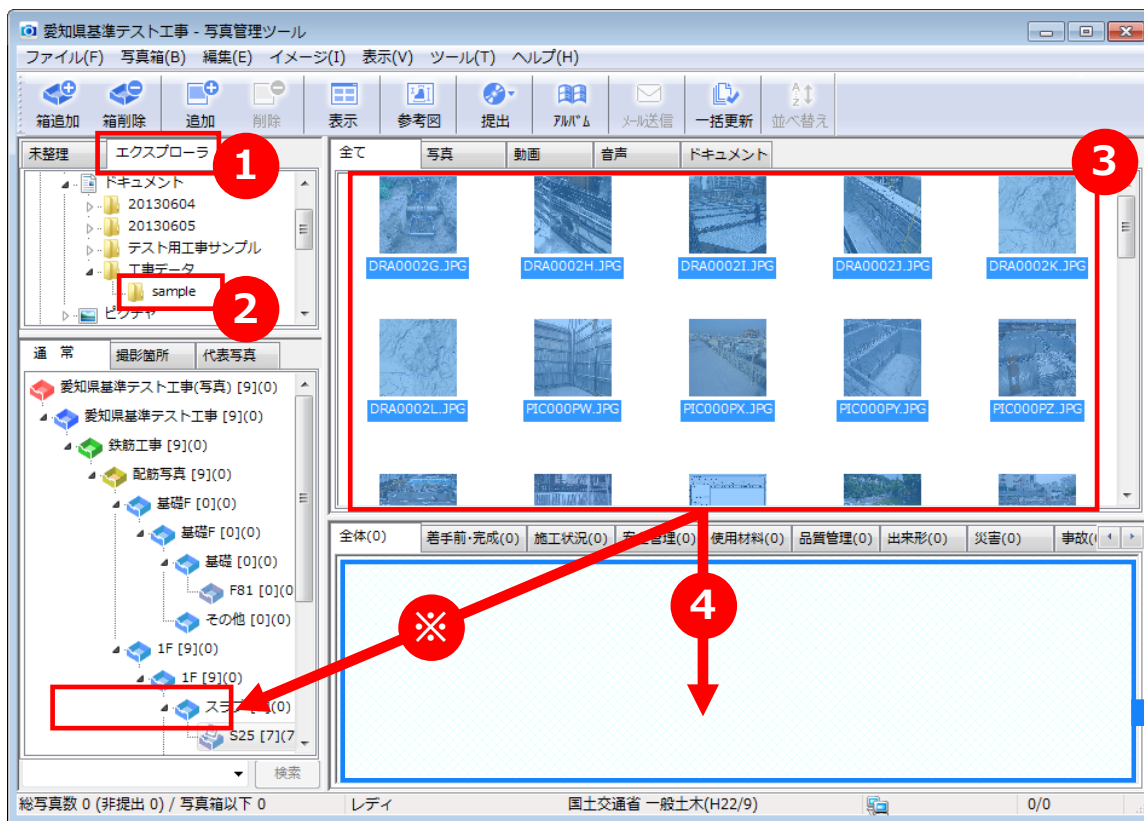 愛知県基準テスト工事 - 写真管理ツール
ファイル(F) 写真箱(B) 編集(E) イメージ(I) 表示(V) ツール(T) ヘルプ(H)
箱追加 箱削除 追加 削除 表示 参考図 提出 ｱﾙﾊﾞﾑ ﾒｰﾙ送信 一括更新 並べ替え
未整理 エクスプローラ
1
ドキュメント
20130604
20130605
テスト用工事サンプル
工事データ
sample
2
ピクチャ
全て 写真 動画 音声 ドキュメント
3
DRA0002G.JPG DRA0002H.JPG DRA0002I.JPG DRA0002J.JPG DRA0002K.JPG
DRA0002L.JPG PIC000PW.JPG PIC000PX.JPG PIC000PY.JPG PIC000PZ.JPG
通 常 撮影箇所 代表写真
愛知県基準テスト工事(写真) [9](0)
愛知県基準テスト工事 [9](0)
鉄筋工事 [9](0)
配筋写真 [9](0)
基礎F [0](0)
基礎F [0](0)
基礎 [0](0)
F81 [0](0
その他 [0](0)
1F [9](0)
1F [9](0)
(0)
S25 [7](7
検索
全体(0) 着手前・完成(0) 施工状況(0) 管理(0) 使用材料(0) 品質管理(0) 出来形(0) 災害(0) 事故(
※
4
総写真数 0 (非提出 0) / 写真箱以下 0 レディ 国土交通省 一般土木(H22/9) 0/0